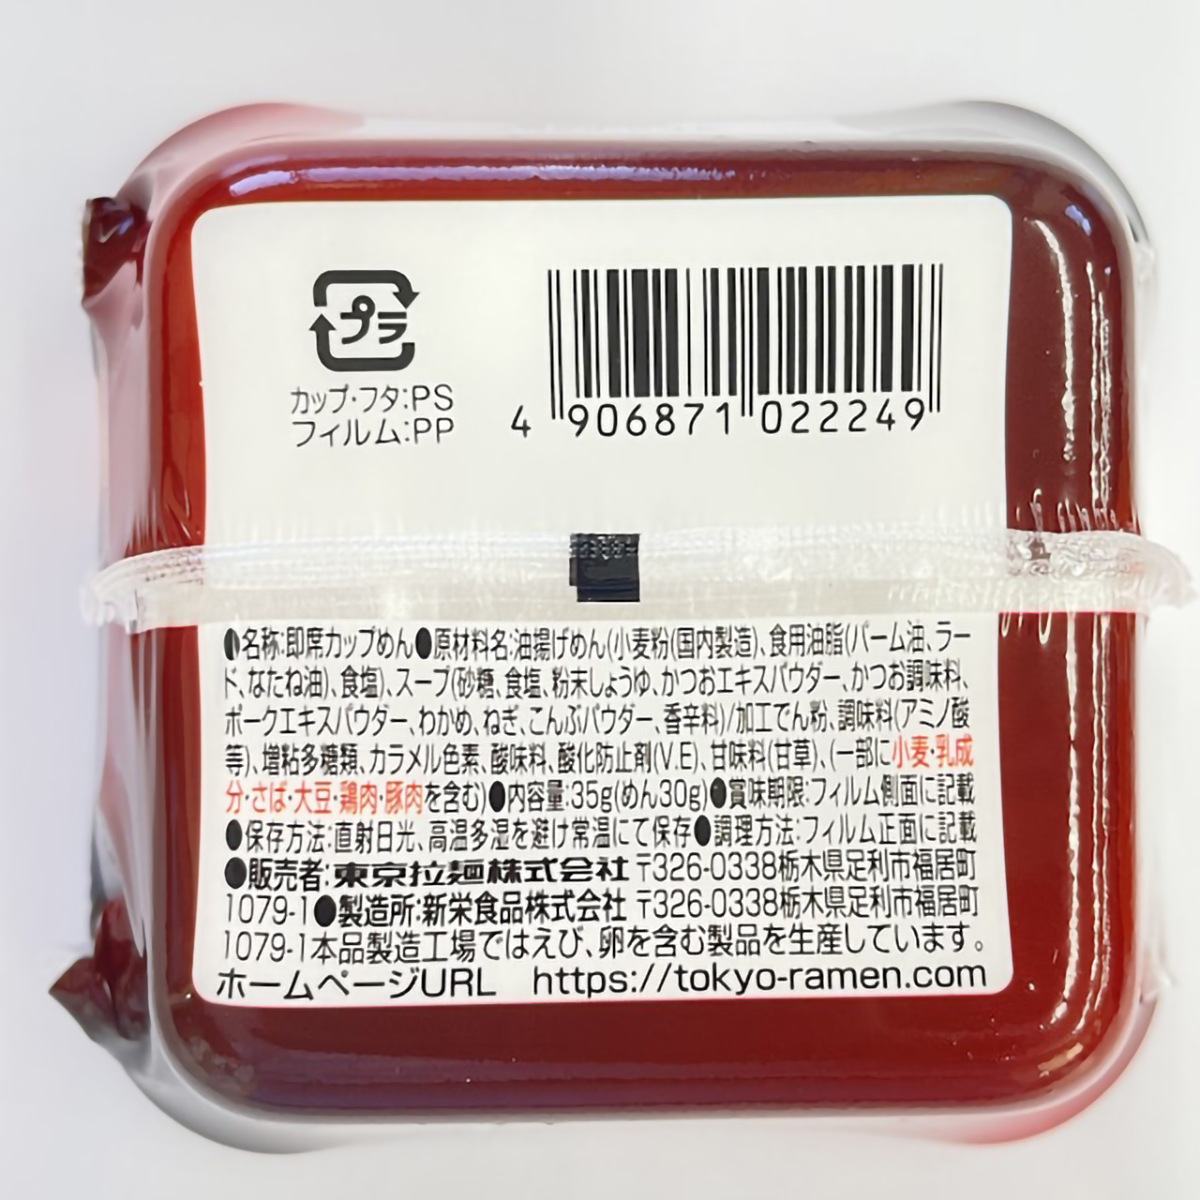 プラ
カップ・フタ:PS
フィルム:PP
4 906871 022249
●名称:即席カップめん●原材料名:油揚げめん(小麦粉(国内製造)、食用油脂(パーム油、ラー
ド、なたね油)、食塩)、スープ(砂糖、食塩、粉末しょうゆ、かつおエキスパウダー、かつお調味料、
ポークエキスパウダー、わかめ、ねぎ、こんぶパウダー、香辛料)/加工でん粉、調味料(アミノ酸
等)、増粘多糖類、カラメル色素、酸味料、酸化防止剤(V.E)、甘味料(甘草)、(一部に小麦・乳成
分・さば・大豆・鶏肉・豚肉を含む)●内容量:35g(めん30g)●賞味期限:フィルム側面に記載
●保存方法:直射日光、高温多湿を避け常温にて保存●調理方法:フィルム正面に記載
●販売者:東京拉麺株式会社 〒326-0338栃木県足利市福居町
1079-1●製造所:新栄食品株式会社 〒326-0338栃木県足利市福居町
1079-1本品製造工場ではえび、卵を含む製品を生産しています。
ホームページURL https://tokyo-ramen.com